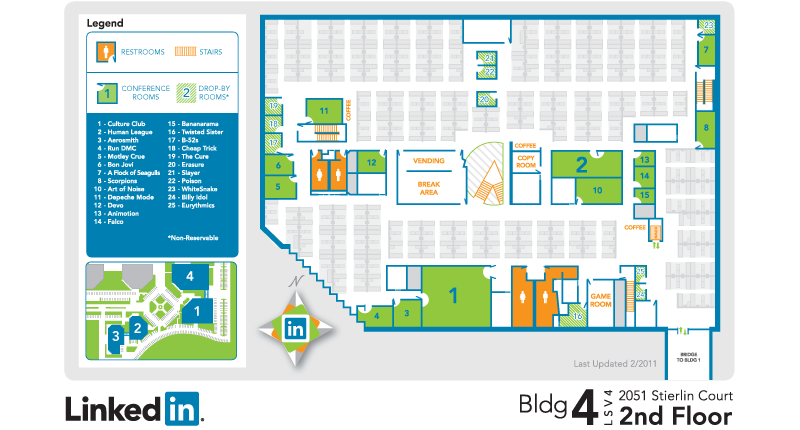 Legend
RESTROOMS
STAIRS
1 CONFERENCE ROOMS
2 DROP-BY ROOMS*
1 - Culture Club
2 - Human League
3 - Aerosmith
4 - Run DMC
5 - Motley Crue
6 - Bon Jovi
7 - A Flock of Seagulls
8 - Scorpions
10 - Art of Noise
11 - Depeche Mode
12 - Devo
13 - Animotion
14 - Falco
15 - Bananarama
16 - Twisted Sister
17 - B-52s
18 - Cheap Trick
19 - The Cure
20 - Erasure
21 - Slayer
22 - Poison
23 - WhiteSnake
24 - Billy Idol
25 - Eurythmics
*Non-Reservable
4
1
2
3
23
7
21
22
20
19
18
17
11
COFFEE
8
6
5
12
VENDING
BREAK
AREA
COFFEE
COPY
ROOM
2
10
13
14
15
COFFEE
N
in
4
3
1
16
GAME
ROOM
25
24
BRIDGE
TO BLDG 1
Last Updated 2/2011
Linked in.
Bldg 4
LSV4
2051 Stierlin Court
2nd Floor